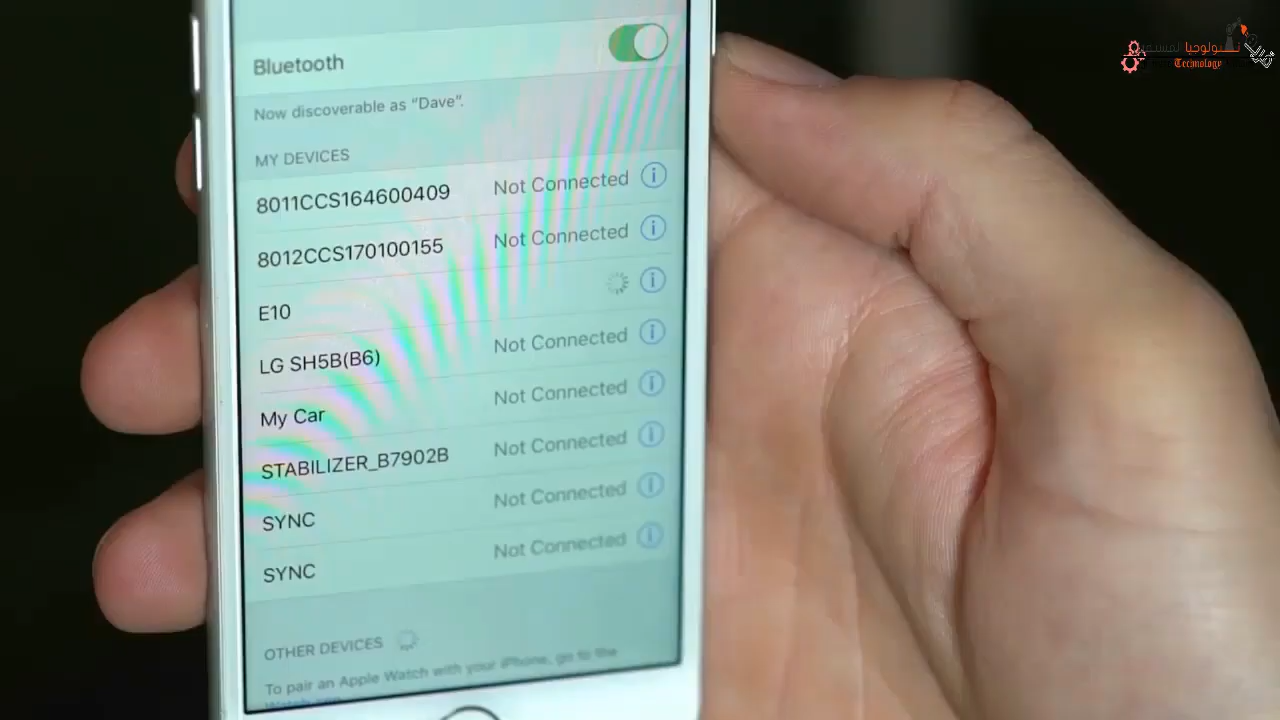 Bluetooth
Now discoverable as “Dave”.
MY DEVICES
8011CCS164600409 Not Connected
8012CCS170100155 Not Connected
E10
LG SH5B(B6) Not Connected
My Car Not Connected
STABILIZER_B7902B Not Connected
SYNC Not Connected
SYNC Not Connected
OTHER DEVICES
To pair an Apple Watch with your iPhone, go to the
Technology